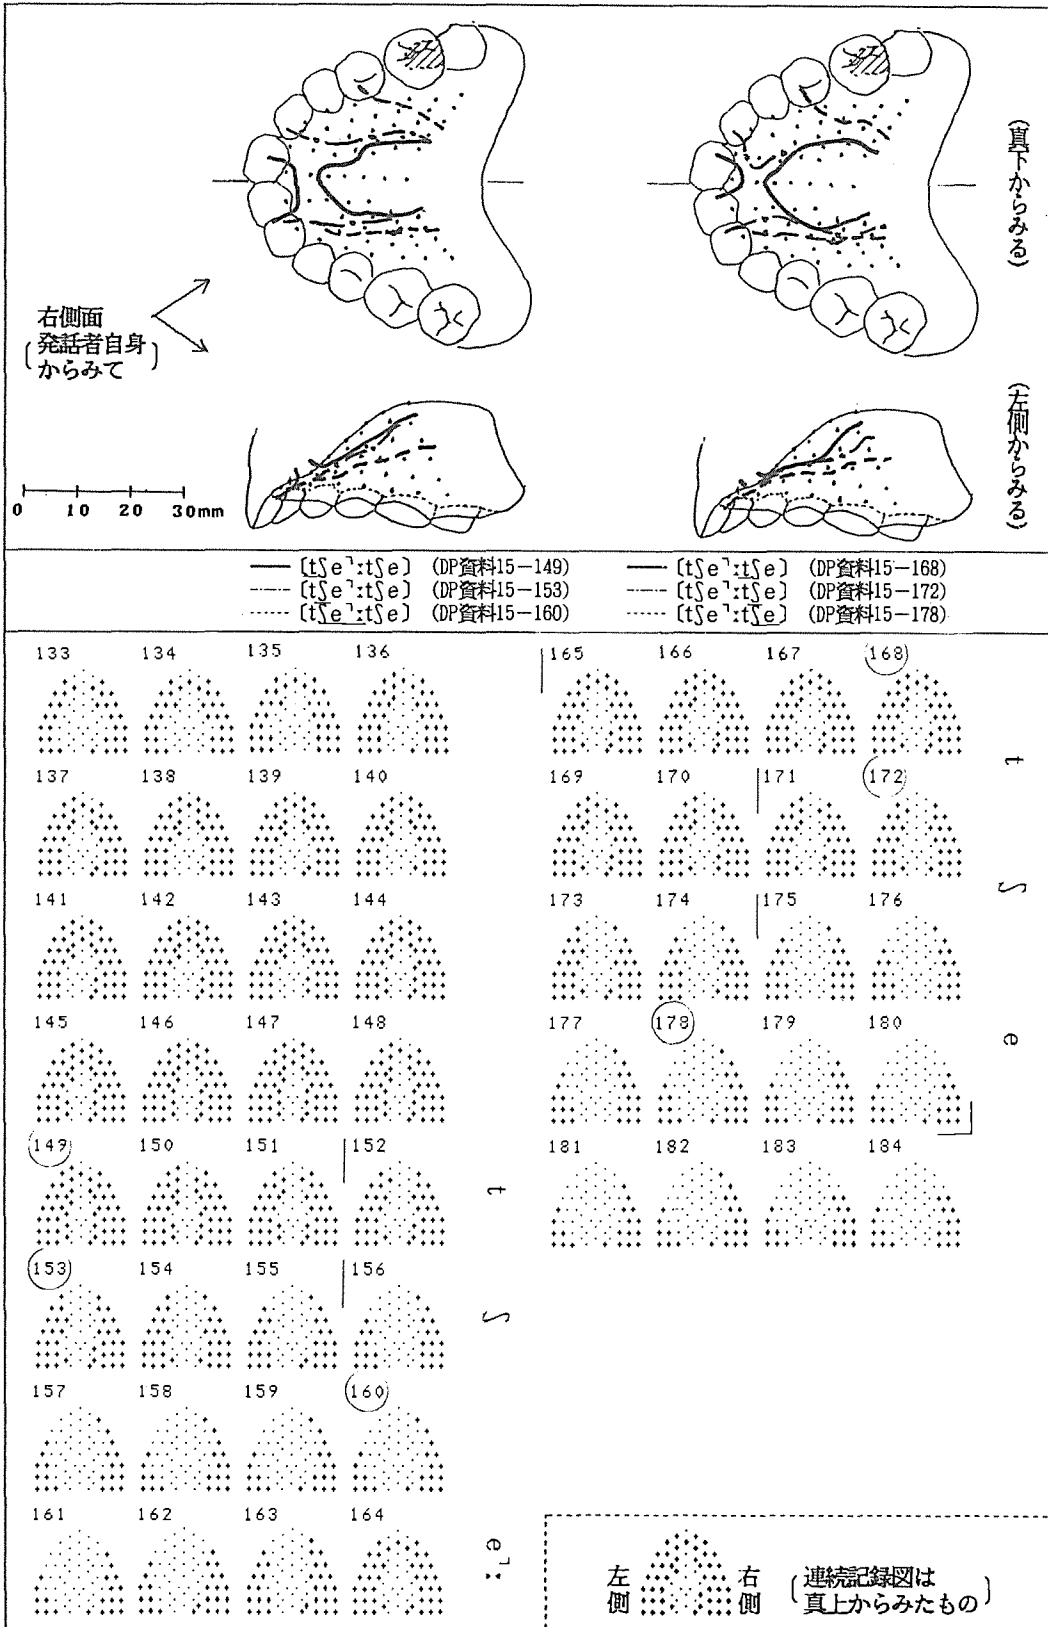 (真下からみる)
右側面
(発話者自身)
からみて
(左側からみる)
0 10 20 30mm
〔tʃe˥ːtʃe〕 (DP資料15−149)
〔tʃe˥ːtʃe〕 (DP資料15−153)
〔tʃe˥ːtʃe〕 (DP資料15−160)
〔tʃe˥ːtʃe〕 (DP資料15−168)
〔tʃe˥ːtʃe〕 (DP資料15−172)
〔tʃe˥ːtʃe〕 (DP資料15−178)
133 134 135 136
137 138 139 140
141 142 143 144
145 146 147 148
149 150 151 152
t
153 154 155 156
ʃ
157 158 159 160
161 162 163 164
e˥ː
165 166 167 168
t
169 170 171 172
173 174 175 176
ʃ
177 178 179 180
e
181 182 183 184
左側
右側
(連続記録図は
真上からみたもの)